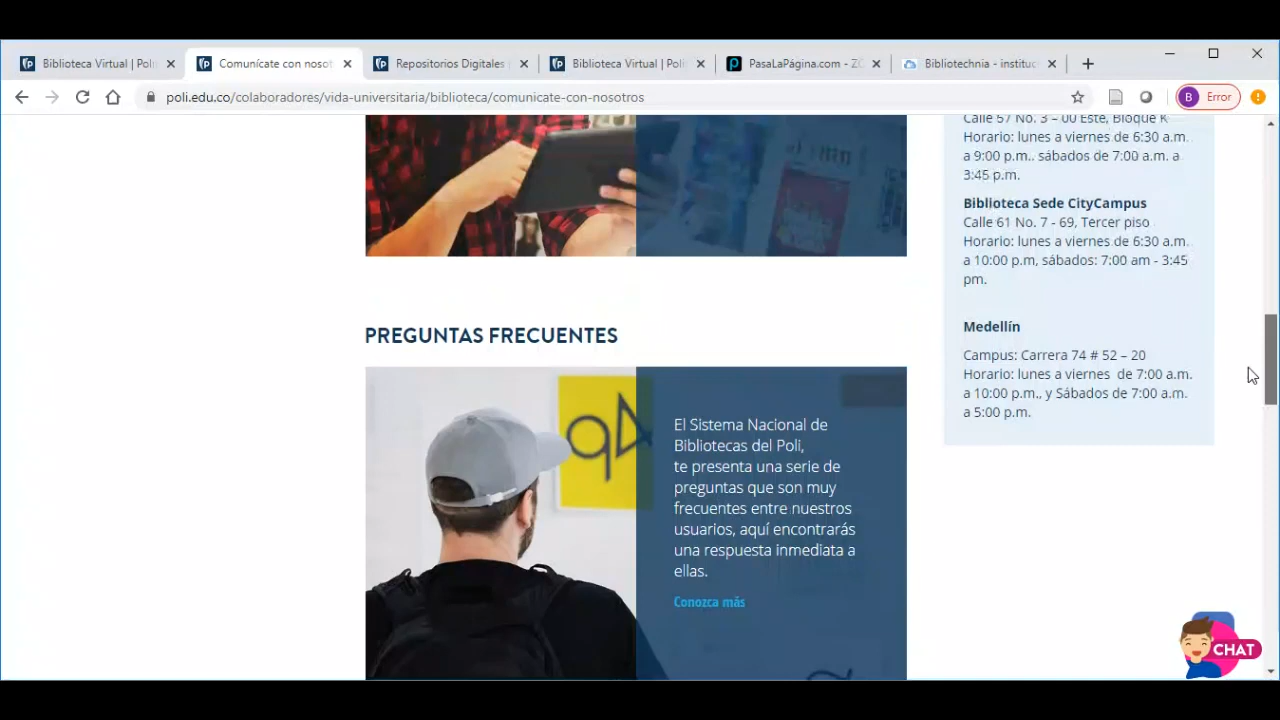 Biblioteca Virtual | Poli
Comunícate con nosot
Repositorios Digitales
Biblioteca Virtual | Poli
PasaLaPágina.com - ZO
Bibliotechnia - instituc
poli.edu.co/colaboradores/vida-universitaria/biblioteca/comunicate-con-nosotros
B Error
Calle 57 No. 3 – 00 Este, Bloque K
Horario: lunes a viernes de 6:30 a.m.
a 9:00 p.m.. sábados de 7:00 a.m. a
3:45 p.m.
Biblioteca Sede CityCampus
Calle 61 No. 7 - 69, Tercer piso
Horario: lunes a viernes de 6:30 a.m.
a 10:00 p.m, sábados: 7:00 am - 3:45
pm.
Medellín
Campus: Carrera 74 # 52 – 20
Horario: lunes a viernes de 7:00 a.m.
a 10:00 p.m,, y Sábados de 7:00 a.m.
a 5:00 p.m.
PREGUNTAS FRECUENTES
El Sistema Nacional de
Bibliotecas del Poli,
te presenta una serie de
preguntas que son muy
frecuentes entre nuestros
usuarios, aquí encontrarás
una respuesta inmediata a
ellas.
Conozca más
CHAT